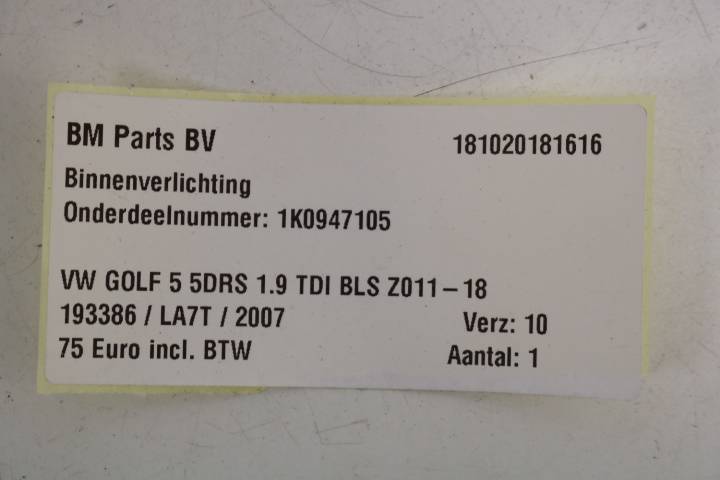 BM Parts BV 181020181616
Binnenverlichting
Onderdeelnummer: 1K0947105
VW GOLF 5 5DRS 1.9 TDI BLS Z011-18
193386 / LA7T / 2007 Verz: 10
75 Euro incl. BTW Aantal: 1